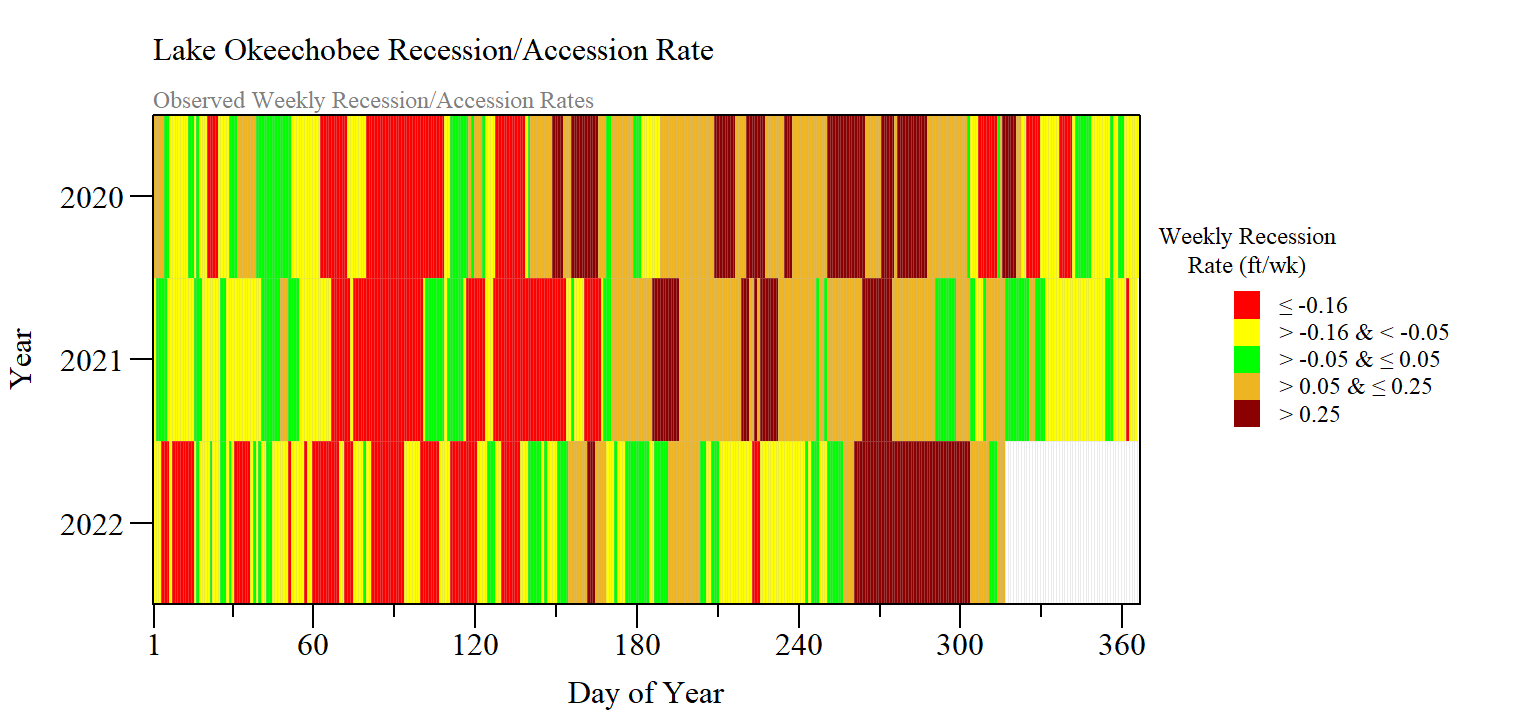 Lake Okeechobee Recession/Accession Rate
Observed Weekly Recession/Accession Rates
Year
2020
2021
2022
1 60 120 180 240 300 360
Day of Year
Weekly Recession
Rate (ft/wk)
≤ -0.16
> -0.16 & < -0.05
> -0.05 & ≤ 0.05
> 0.05 & ≤ 0.25
> 0.25